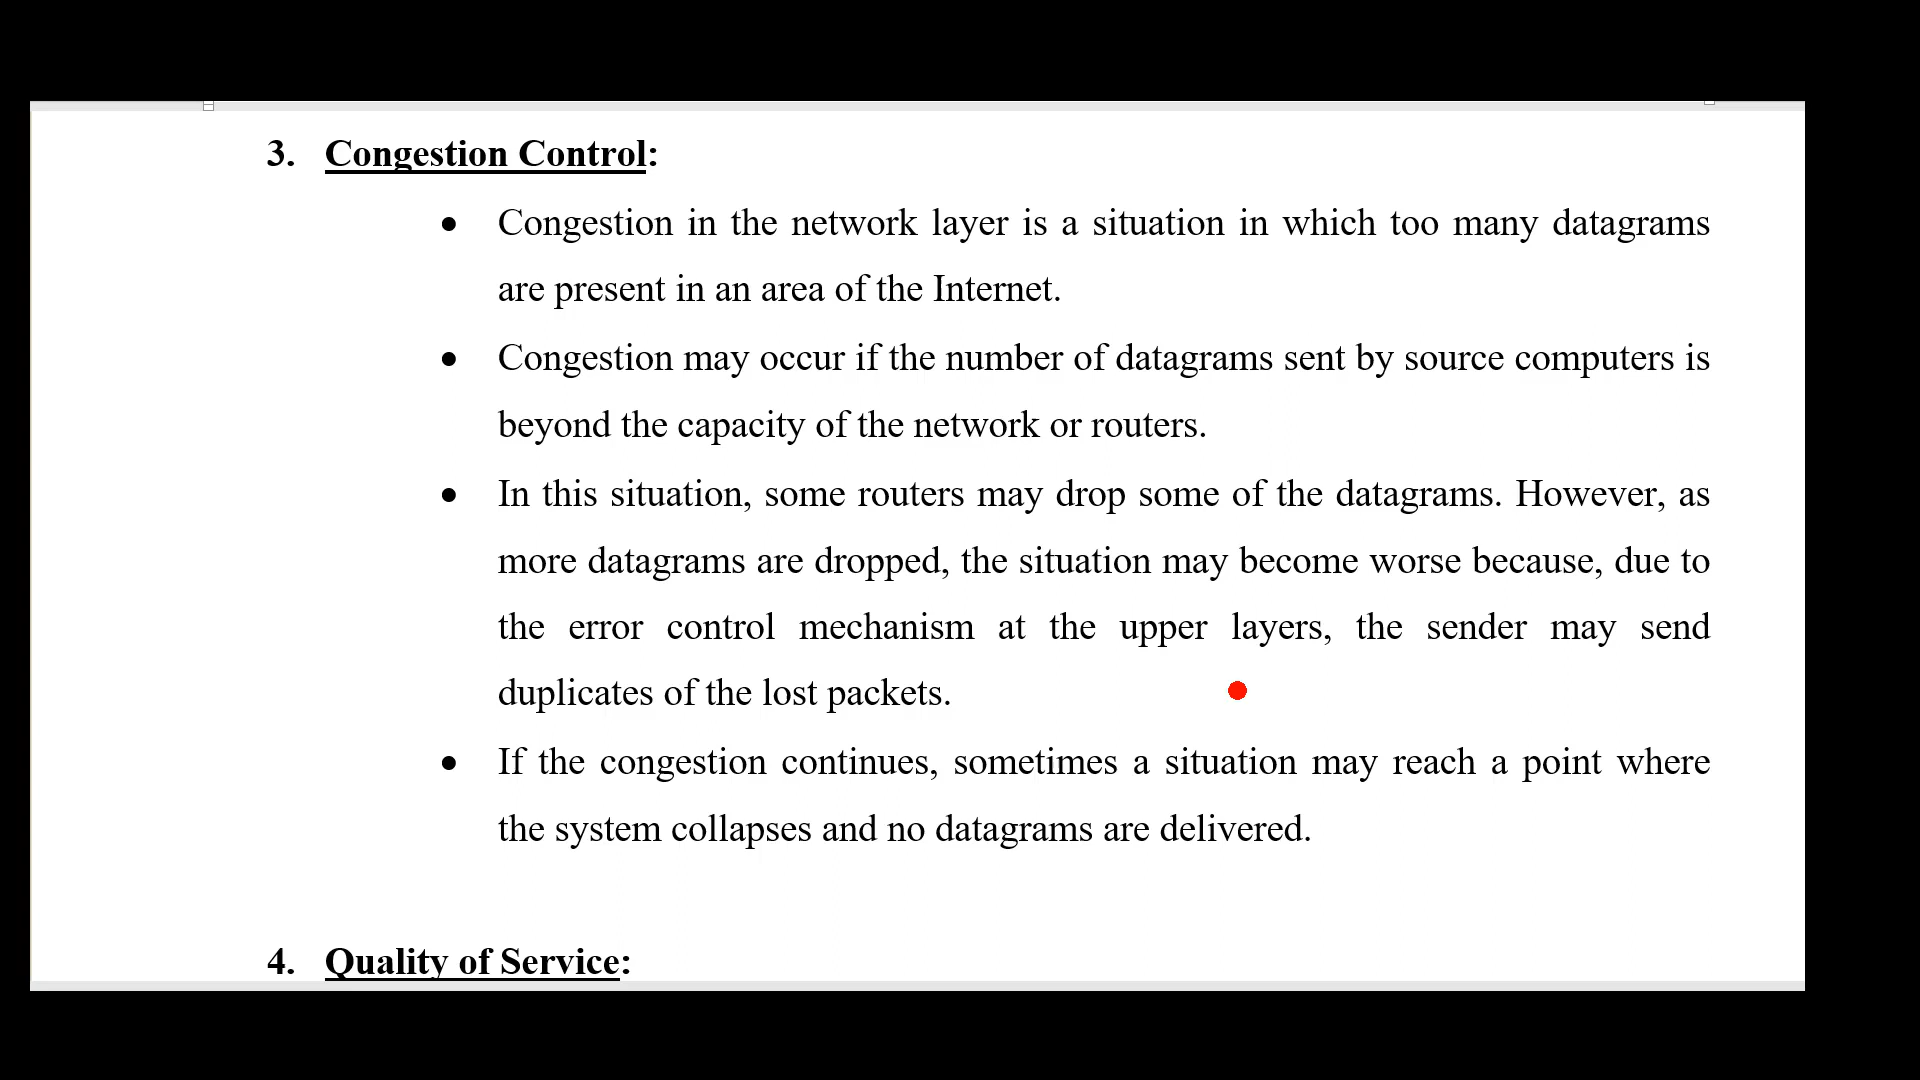 3. Congestion Control:
• Congestion in the network layer is a situation in which too many datagrams
are present in an area of the Internet.
• Congestion may occur if the number of datagrams sent by source computers is
beyond the capacity of the network or routers.
• In this situation, some routers may drop some of the datagrams. However, as
more datagrams are dropped, the situation may become worse because, due to
the error control mechanism at the upper layers, the sender may send
duplicates of the lost packets.
• If the congestion continues, sometimes a situation may reach a point where
the system collapses and no datagrams are delivered.
4. Quality of Service: